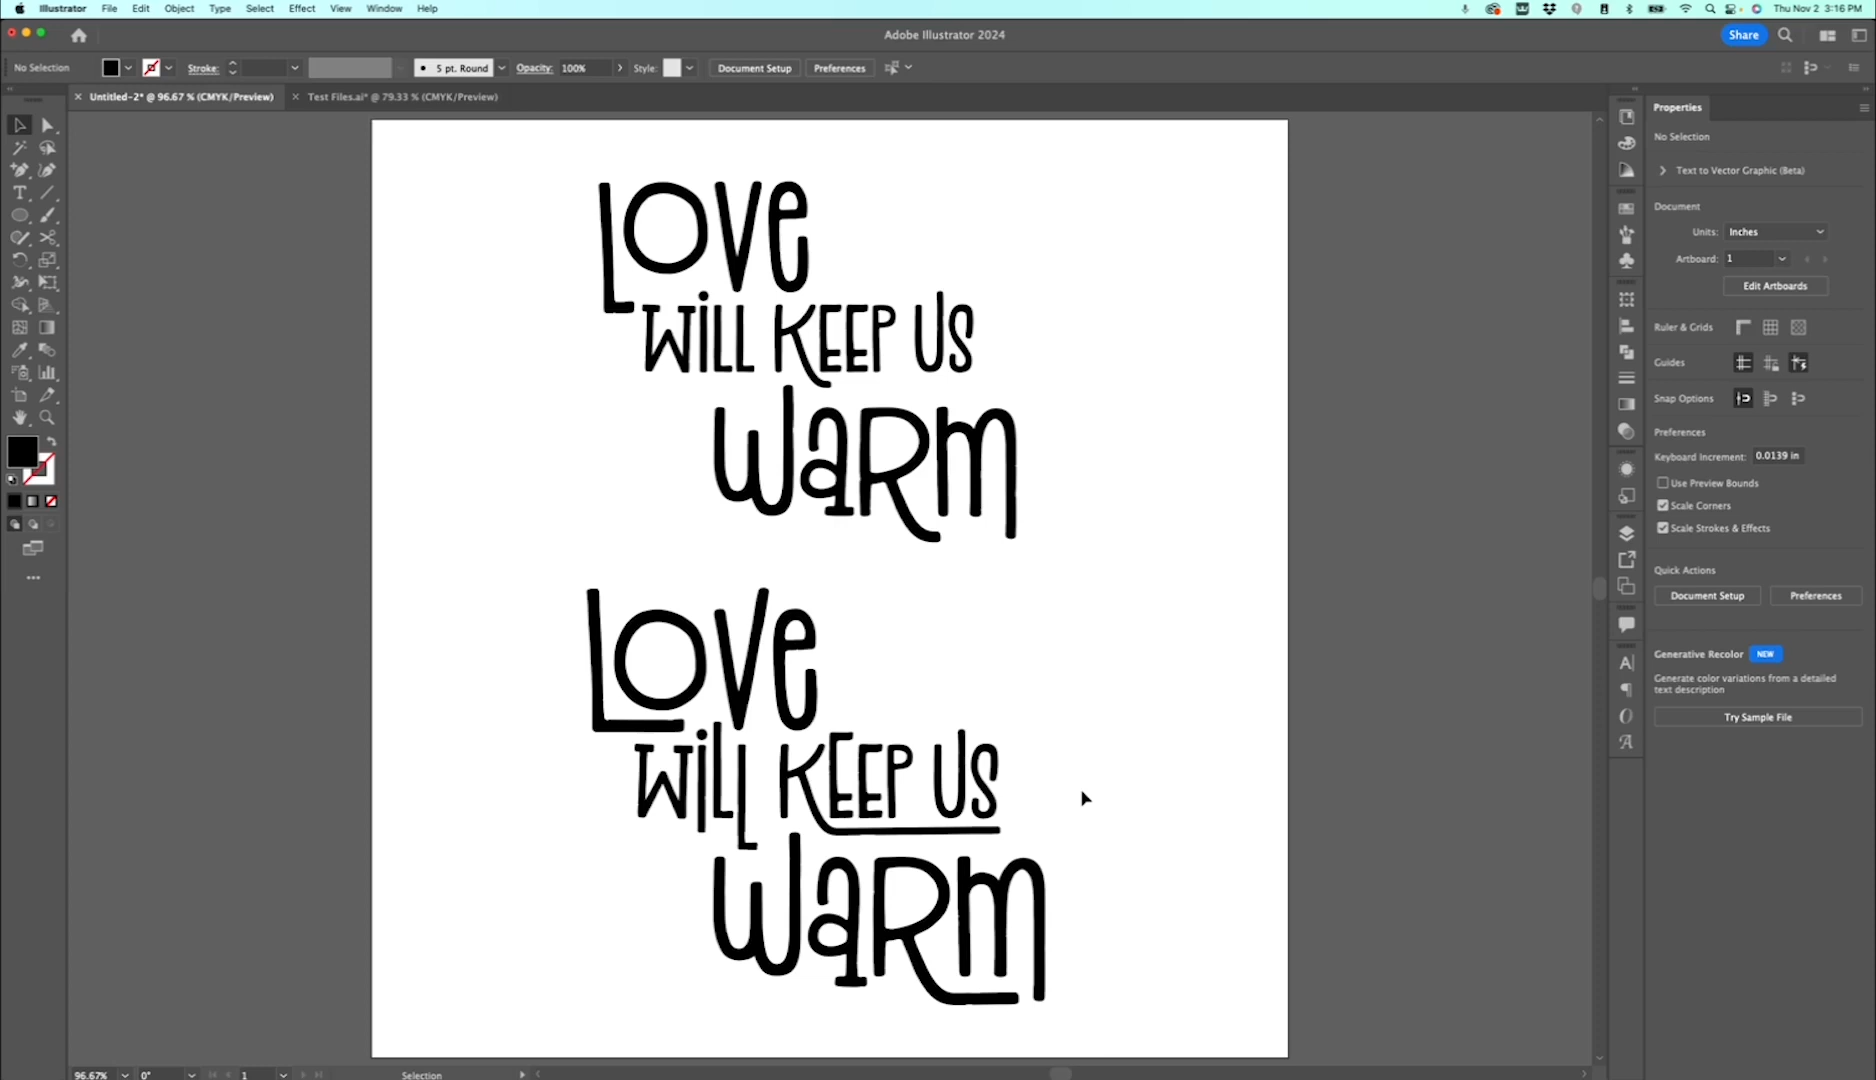 Illustrator File Edit Object Type Select Effect View Window Help Thu Nov 2 3:16 PM
Adobe Illustrator 2024 Share
No Selection Stroke: 5 pt. Round Opacity: 100% Style: Document Setup Preferences
Untitled-2* @ 96.67 % (CMYK/Preview) Test Files.ai* @ 79.33 % (CMYK/Preview)
Love
Will Keep Us
Warm
Love
Will Keep Us
Warm
Properties
No Selection
Text to Vector Graphic (Beta)
Document
Units: Inches
Artboard: 1
Edit Artboards
Ruler & Grids
Guides
Snap Options
Preferences
Keyboard Increment: 0.0139 in
Use Preview Bounds
Scale Corners
Scale Strokes & Effects
Quick Actions
Document Setup Preferences
Generative Recolor NEW
Generate color variations from a detailed
text description
Try Sample File
96.67% 0° 1 Selection